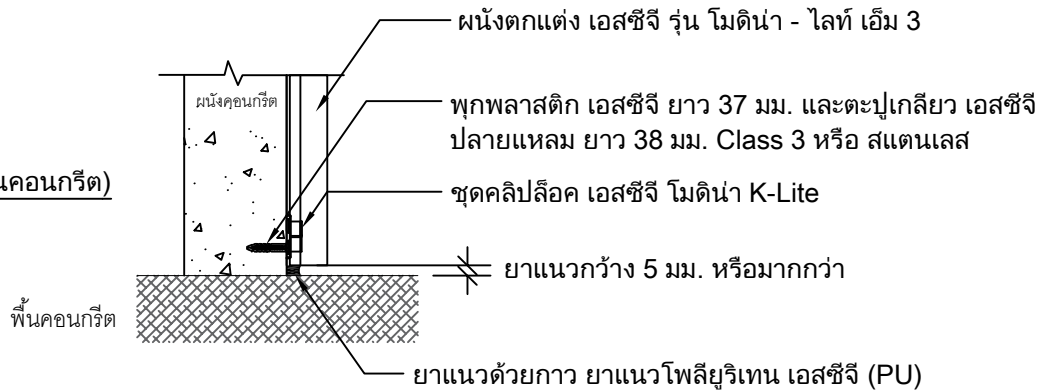 ผนังตกแต่ง เอสซีจี รุ่น โมดิน่า - ไลท์ เอ็ม 3
ผนังคอนกรีต
พุกพลาสติก เอสซีจี ยาว 37 มม. และตะปูเกลียว เอสซีจี
ปลายแหลม ยาว 38 มม. Class 3 หรือ สแตนเลส
นคอนกรีต)
ชุดคลิปล็อค เอสซีจี โมดิน่า K-Lite
ยาแนวกว้าง 5 มม. หรือมากกว่า
พื้นคอนกรีต
ยาแนวด้วยกาว ยาแนวโพลียูริเทน เอสซีจี (PU)